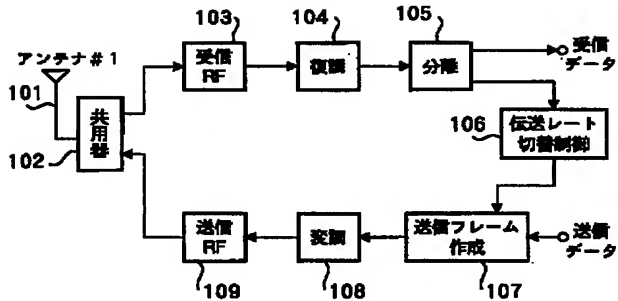 103
104
105
アンテナ#1
受信
RF
復調
分離
受信
データ
101
共用器
102
106
伝送レート
切替制御
送信
RF
変調
送信フレーム
作成
送信
データ
109
108
107